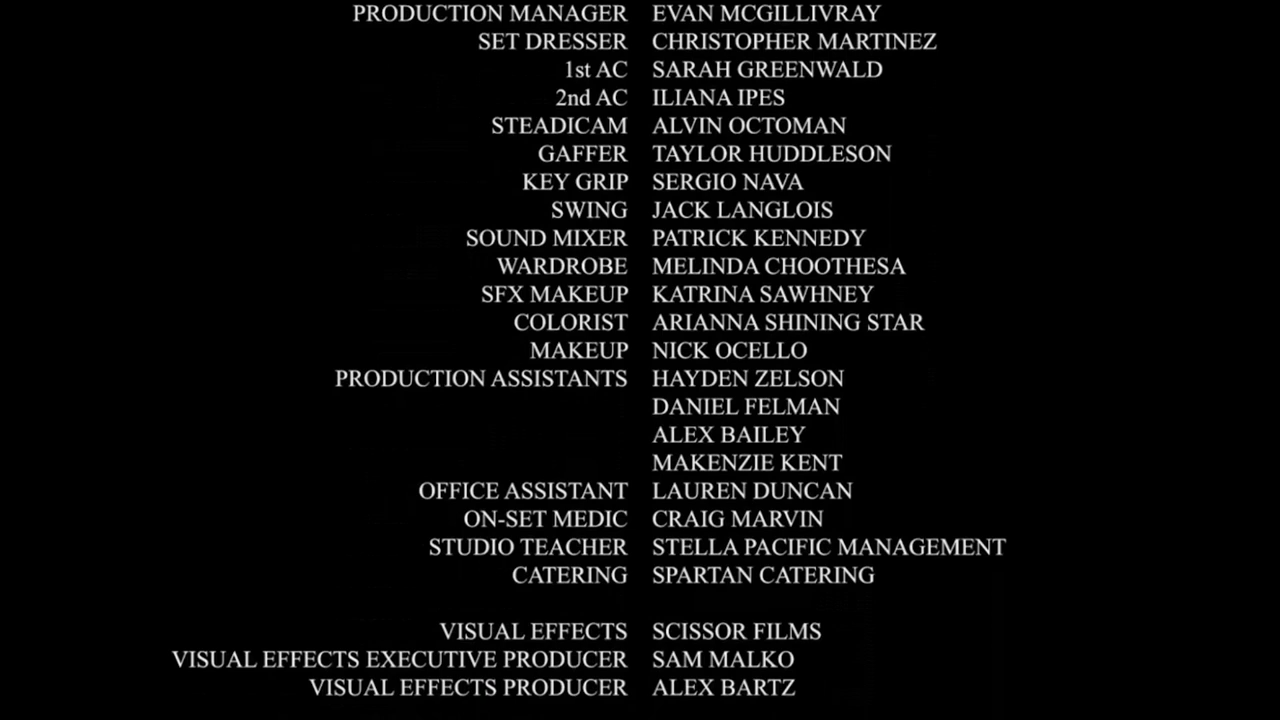 PRODUCTION MANAGER EVAN MCGILLIVRAY
SET DRESSER CHRISTOPHER MARTINEZ
1st AC SARAH GREENWALD
2nd AC ILIANA IPES
STEADICAM ALVIN OCTOMAN
GAFFER TAYLOR HUDDLESON
KEY GRIP SERGIO NAVA
SWING JACK LANGLOIS
SOUND MIXER PATRICK KENNEDY
WARDROBE MELINDA CHOOTHESA
SFX MAKEUP KATRINA SAWHNEY
COLORIST ARIANNA SHINING STAR
MAKEUP NICK OCELLO
PRODUCTION ASSISTANTS HAYDEN ZELSON
DANIEL FELMAN
ALEX BAILEY
MAKENZIE KENT
OFFICE ASSISTANT LAUREN DUNCAN
ON-SET MEDIC CRAIG MARVIN
STUDIO TEACHER STELLA PACIFIC MANAGEMENT
CATERING SPARTAN CATERING
VISUAL EFFECTS SCISSOR FILMS
VISUAL EFFECTS EXECUTIVE PRODUCER SAM MALKO
VISUAL EFFECTS PRODUCER ALEX BARTZ